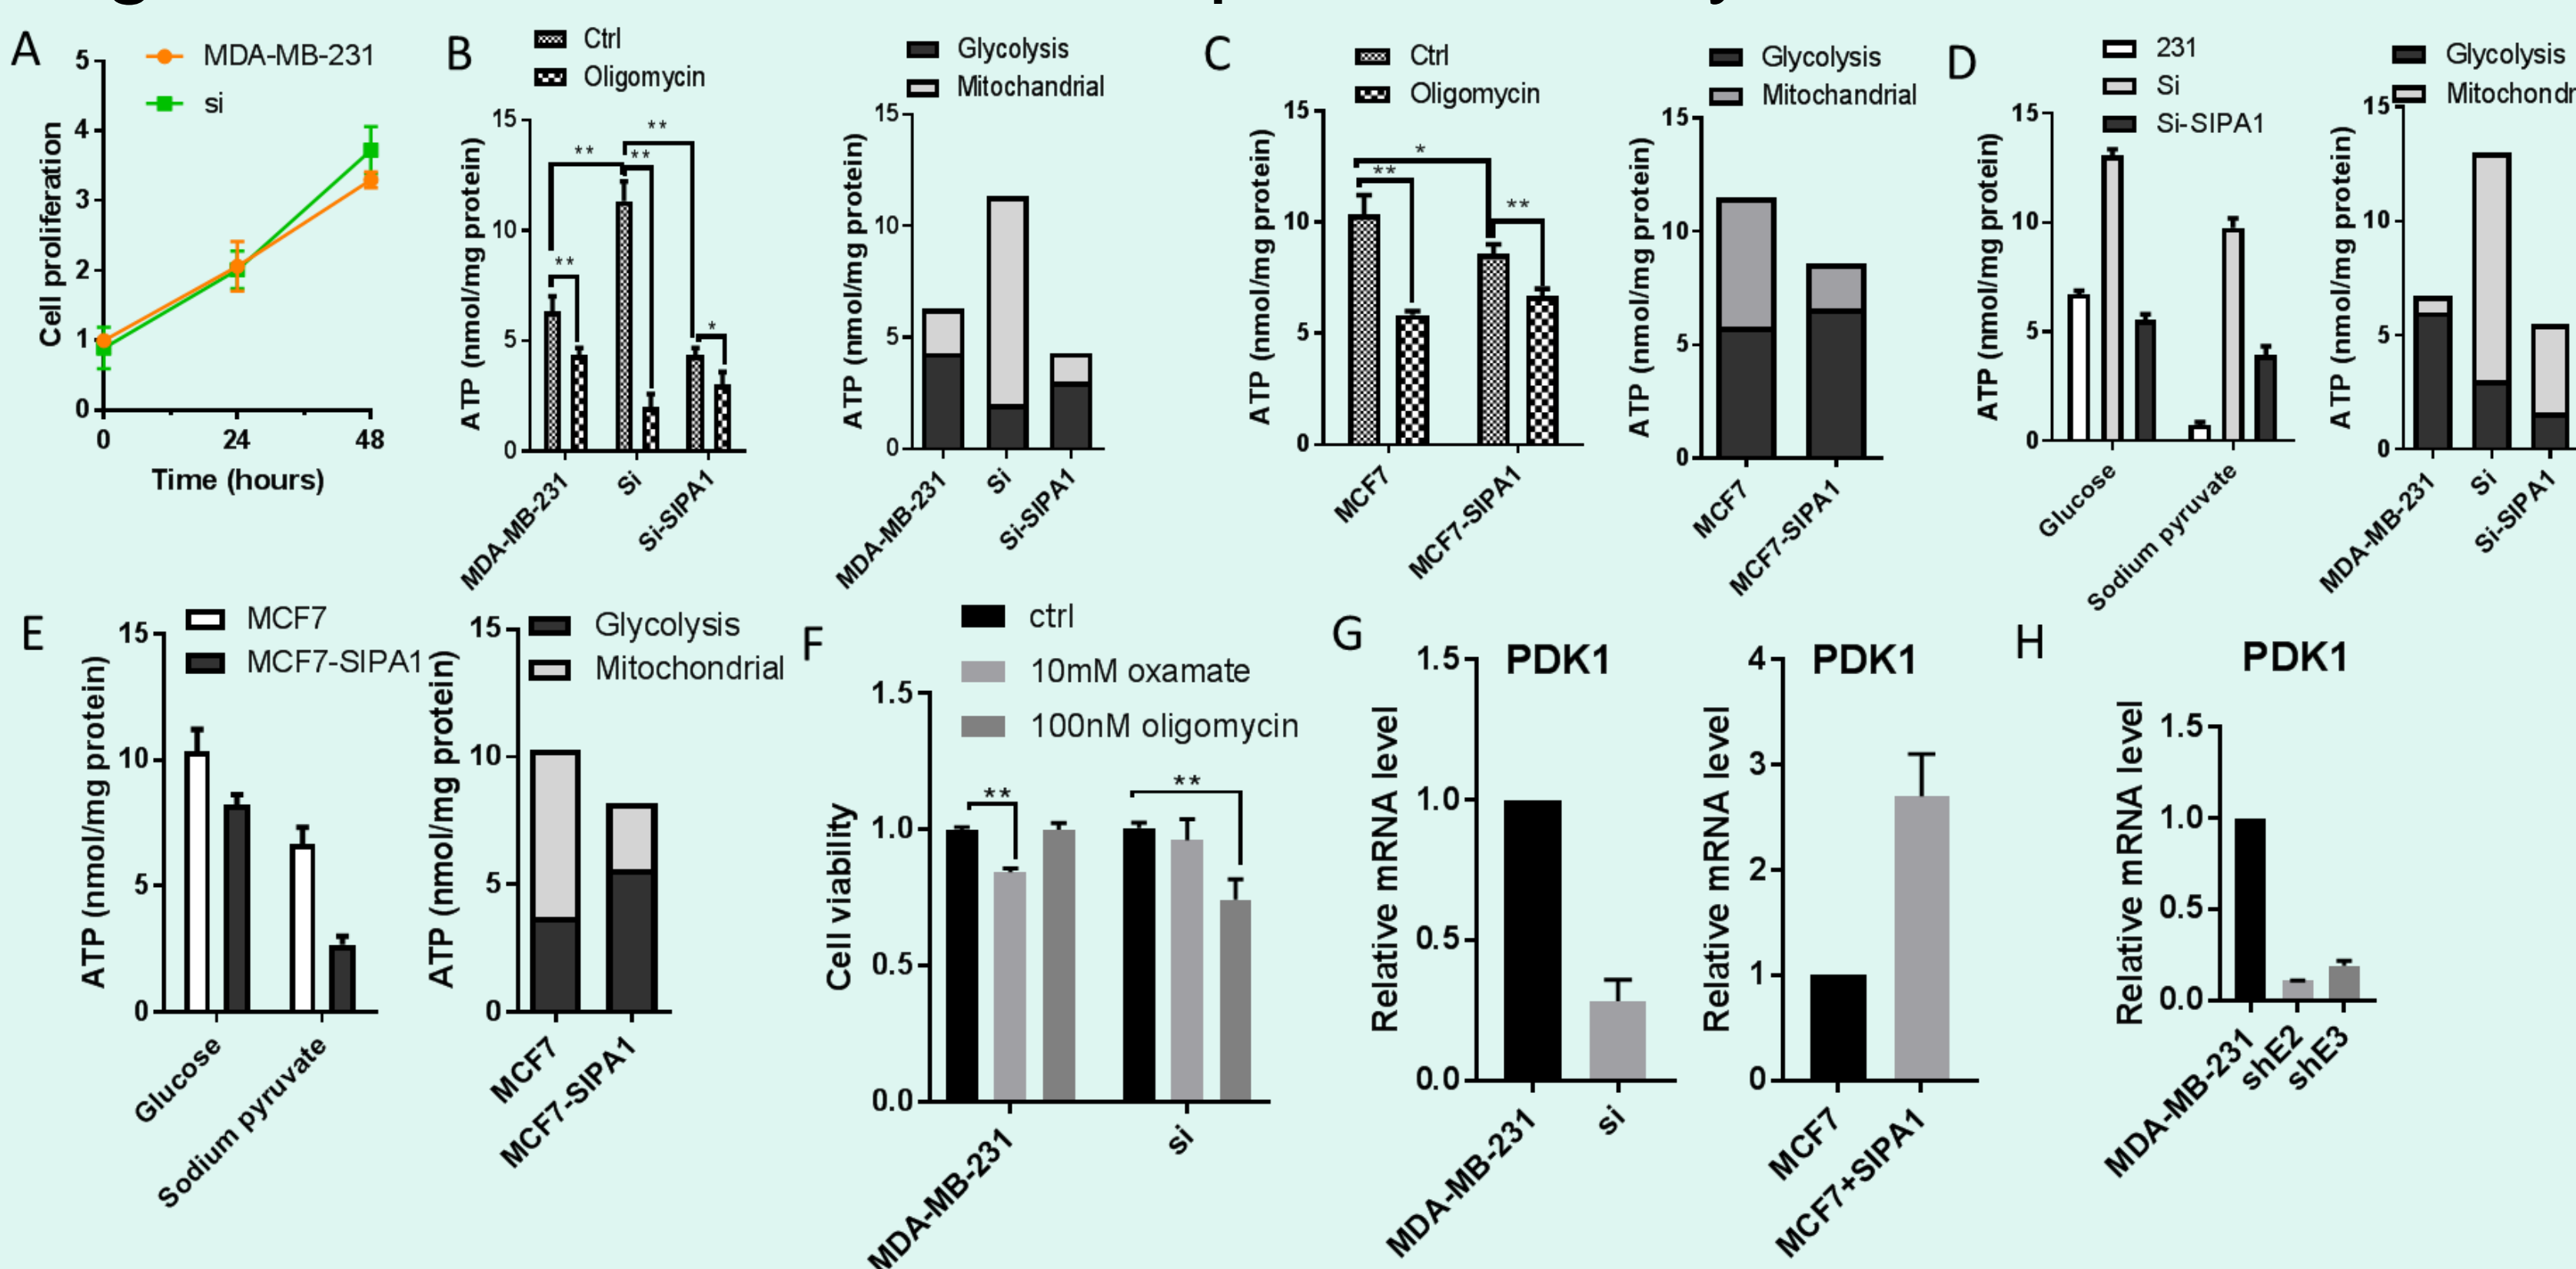 A
MDA-MB-231
si
Cell proliferation
5
4
3
2
1
0
0 24 48
Time (hours)
B
Ctrl
Oligomycin
ATP (nmol/mg protein)
15
10
5
0
** ** ** ** *
MDA-MB-231
Si
Si-SIPA1
Glycolysis
Mitochandrial
ATP (nmol/mg protein)
15
10
5
0
MDA-MB-231
Si
Si-SIPA1
C
Ctrl
Oligomycin
ATP (nmol/mg protein)
15
10
5
0
** * **
MCF7
MCF7-SIPA1
Glycolysis
Mitochandrial
ATP (nmol/mg protein)
15
10
5
0
MCF7
MCF7-SIPA1
D
231
Si
Si-SIPA1
ATP (nmol/mg protein)
15
10
5
0
Glucose
Sodium pyruvate
Glycolysis
Mitochondr
ATP (nmol/mg protein)
15
10
5
0
MDA-MB-231
Si
Si-SIPA1
E
MCF7
MCF7-SIPA1
ATP (nmol/mg protein)
15
10
5
0
Glucose
Sodium pyruvate
Glycolysis
Mitochondrial
ATP (nmol/mg protein)
15
10
5
0
MCF7
MCF7-SIPA1
F
ctrl
10mM oxamate
100nM oligomycin
Cell viability
1.5
1.0
0.5
0.0
** **
MDA-MB-231
si
G
PDK1
Relative mRNA level
1.5
1.0
0.5
0.0
MDA-MB-231
si
PDK1
Relative mRNA level
4
3
2
1
0
MCF7
MCF7+SIPA1
H
PDK1
Relative mRNA level
1.5
1.0
0.5
0.0
MDA-MB-231
shE2
shE3